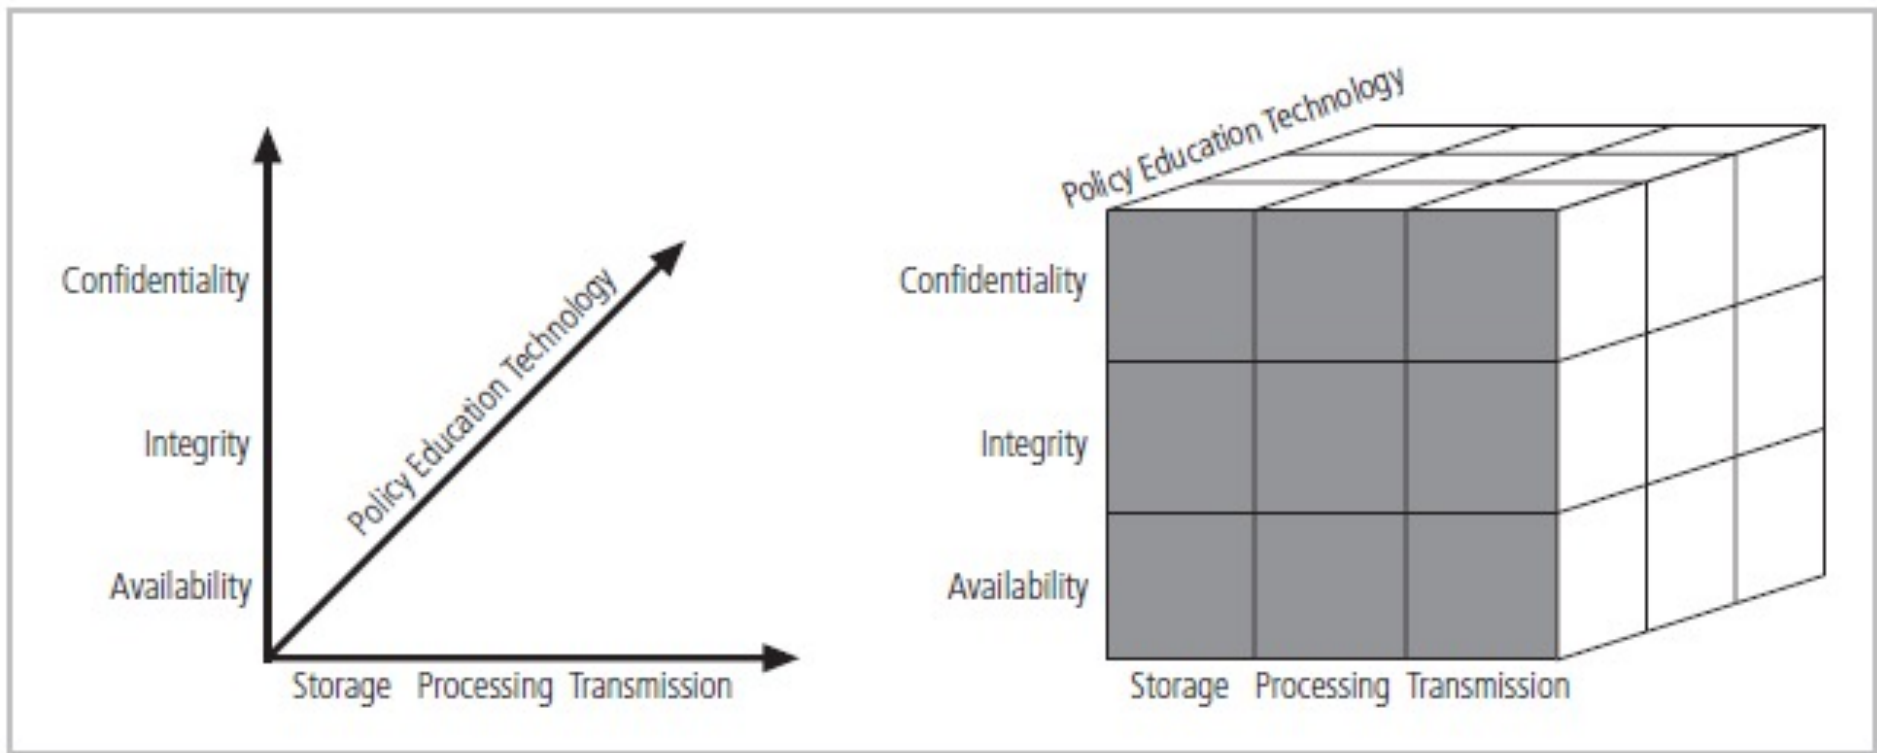 Policy Education Technology
Confidentiality
Integrity
Availability
Storage Processing Transmission
Policy Education Technology
Confidentiality
Integrity
Availability
Storage Processing Transmission